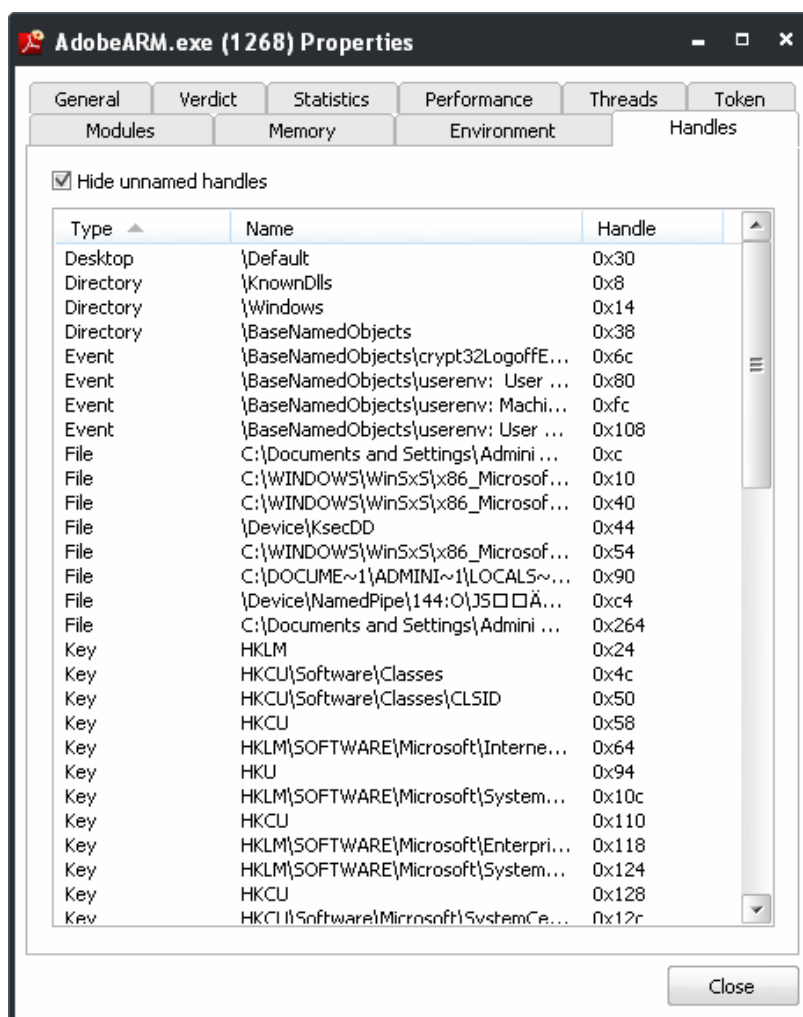 AdobeARM.exe (1268) Properties
General Verdict Statistics Performance Threads Token
Modules Memory Environment Handles
Hide unnamed handles
Type Name Handle
Desktop \Default 0x30
Directory \KnownDlls 0x8
Directory \Windows 0x14
Directory \BaseNamedObjects 0x38
Event \BaseNamedObjects\crypt32LogoffE... 0x6c
Event \BaseNamedObjects\userenv: User ... 0x80
Event \BaseNamedObjects\userenv: Machi... 0xfc
Event \BaseNamedObjects\userenv: User ... 0x108
File C:\Documents and Settings\Admini ... 0xc
File C:\WINDOWS\WinSxS\x86_Microsof... 0x10
File C:\WINDOWS\WinSxS\x86_Microsof... 0x40
File \Device\KsecDD 0x44
File C:\WINDOWS\WinSxS\x86_Microsof... 0x54
File C:\DOCUME~1\ADMINI~1\LOCALS~... 0x90
File \Device\NamedPipe\144:O\JS□□Ä... 0xc4
File C:\Documents and Settings\Admini ... 0x264
Key HKLM 0x24
Key HKCU\Software\Classes 0x4c
Key HKCU\Software\Classes\CLSID 0x50
Key HKCU 0x58
Key HKLM\SOFTWARE\Microsoft\Interne... 0x64
Key HKU 0x94
Key HKLM\SOFTWARE\Microsoft\System... 0x10c
Key HKCU 0x110
Key HKLM\SOFTWARE\Microsoft\Enterpri... 0x118
Key HKLM\SOFTWARE\Microsoft\System... 0x124
Key HKCU 0x128
Key HKCU\Software\Microsoft\SystemCe... 0x12c
Close